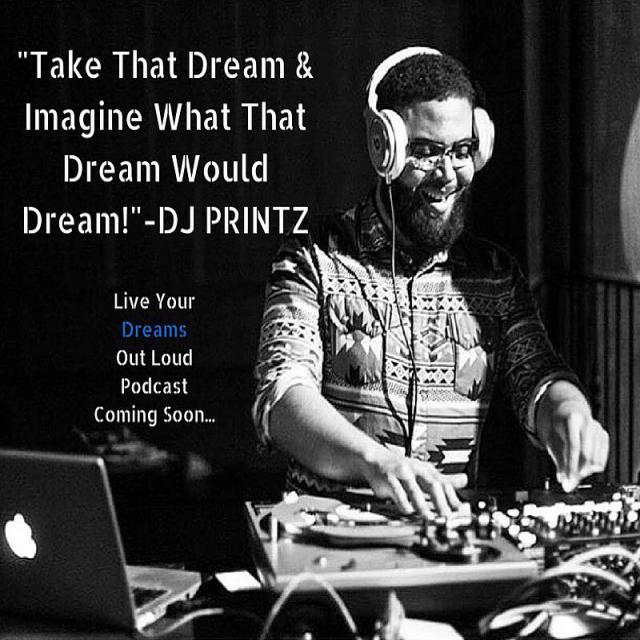 "Take That Dream &
Imagine What That
Dream Would
Dream!"-DJ PRINTZ
Live Your
Dreams
Out Loud
Podcast
Coming Soon...